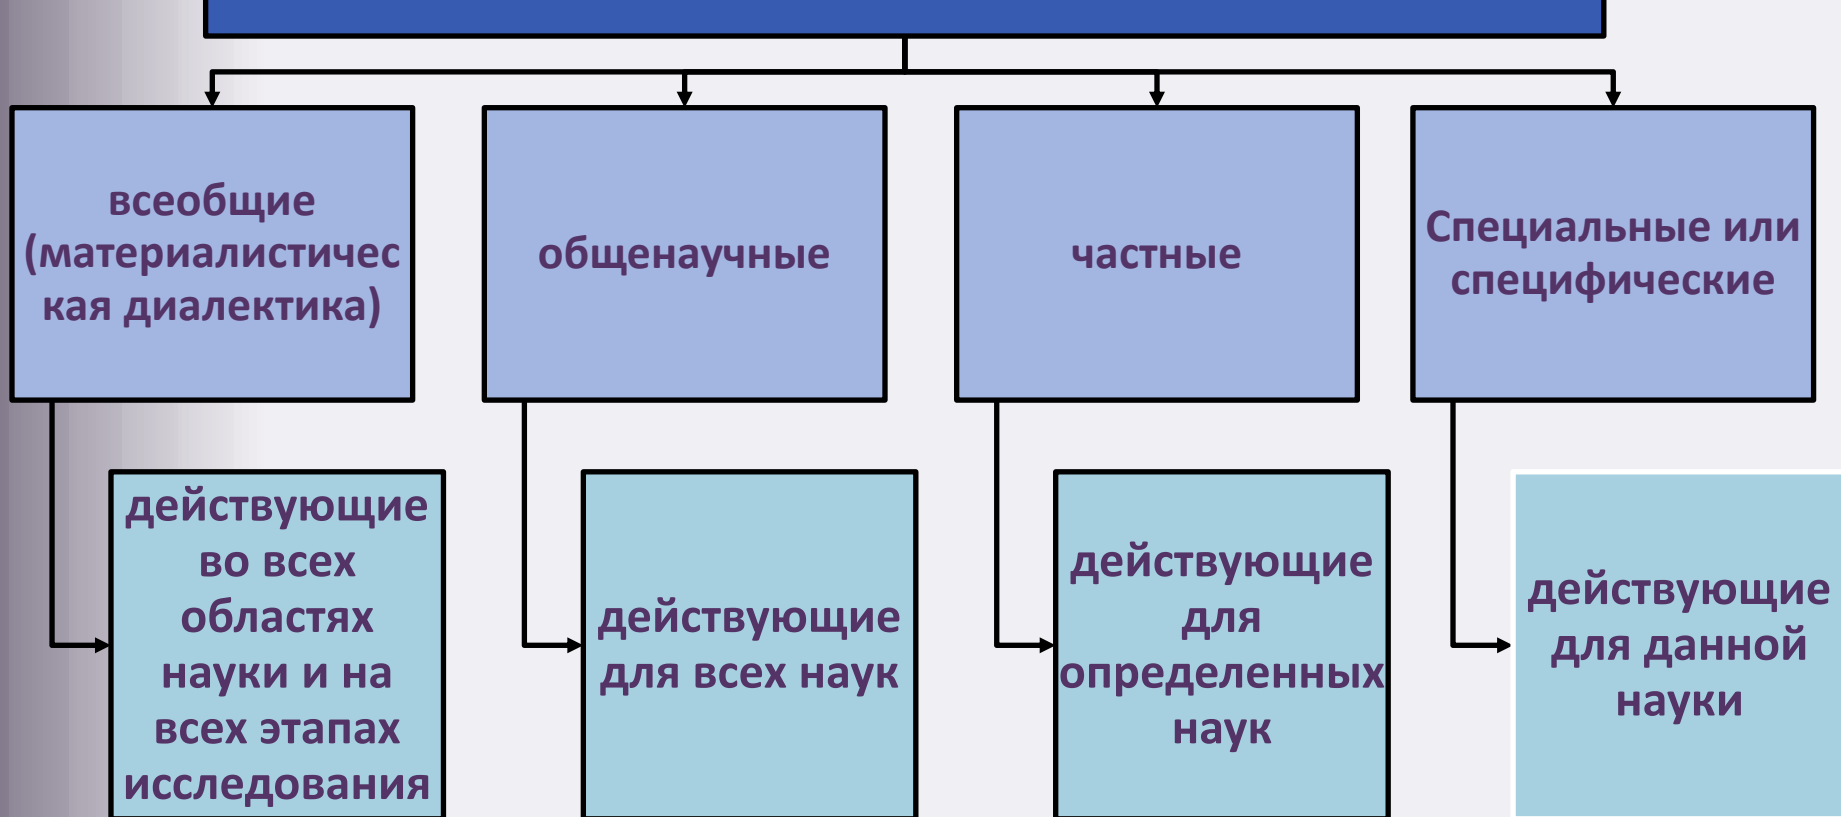 всеобщие
(материалистичес
кая диалектика)
общенаучные
частные
Специальные или
специфические
действующие
во всех
областях
науки и на
всех этапах
исследования
действующие
для всех наук
действующие
для
определенных
наук
действующие
для данной
науки